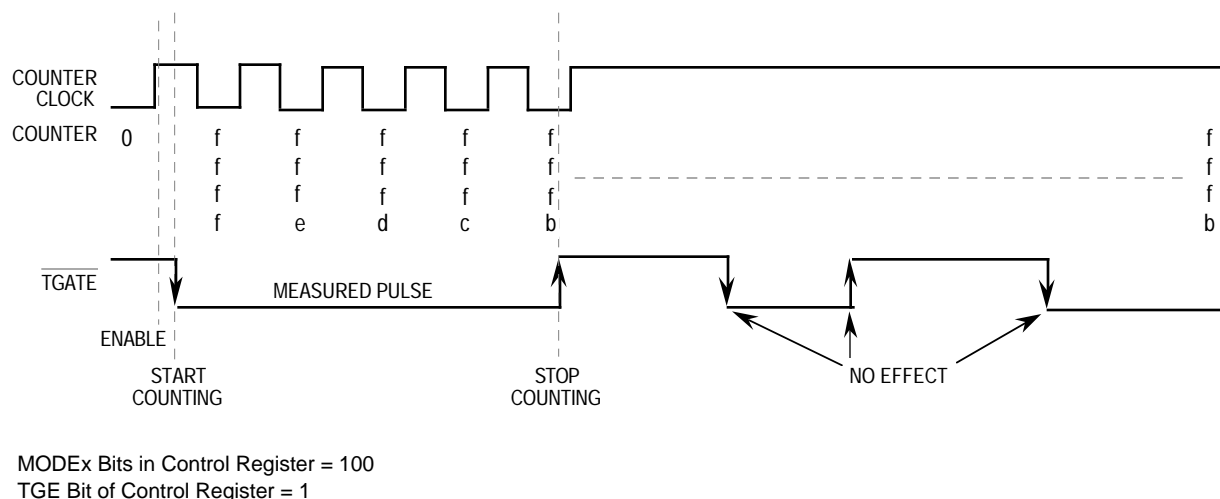 COUNTER
CLOCK
COUNTER 0 f f f f f f
f f f f f f
f f f f f f
f e d c b b
TGATE
MEASURED PULSE
ENABLE
START
COUNTING
STOP
COUNTING
NO EFFECT
MODEx Bits in Control Register = 100
TGE Bit of Control Register = 1